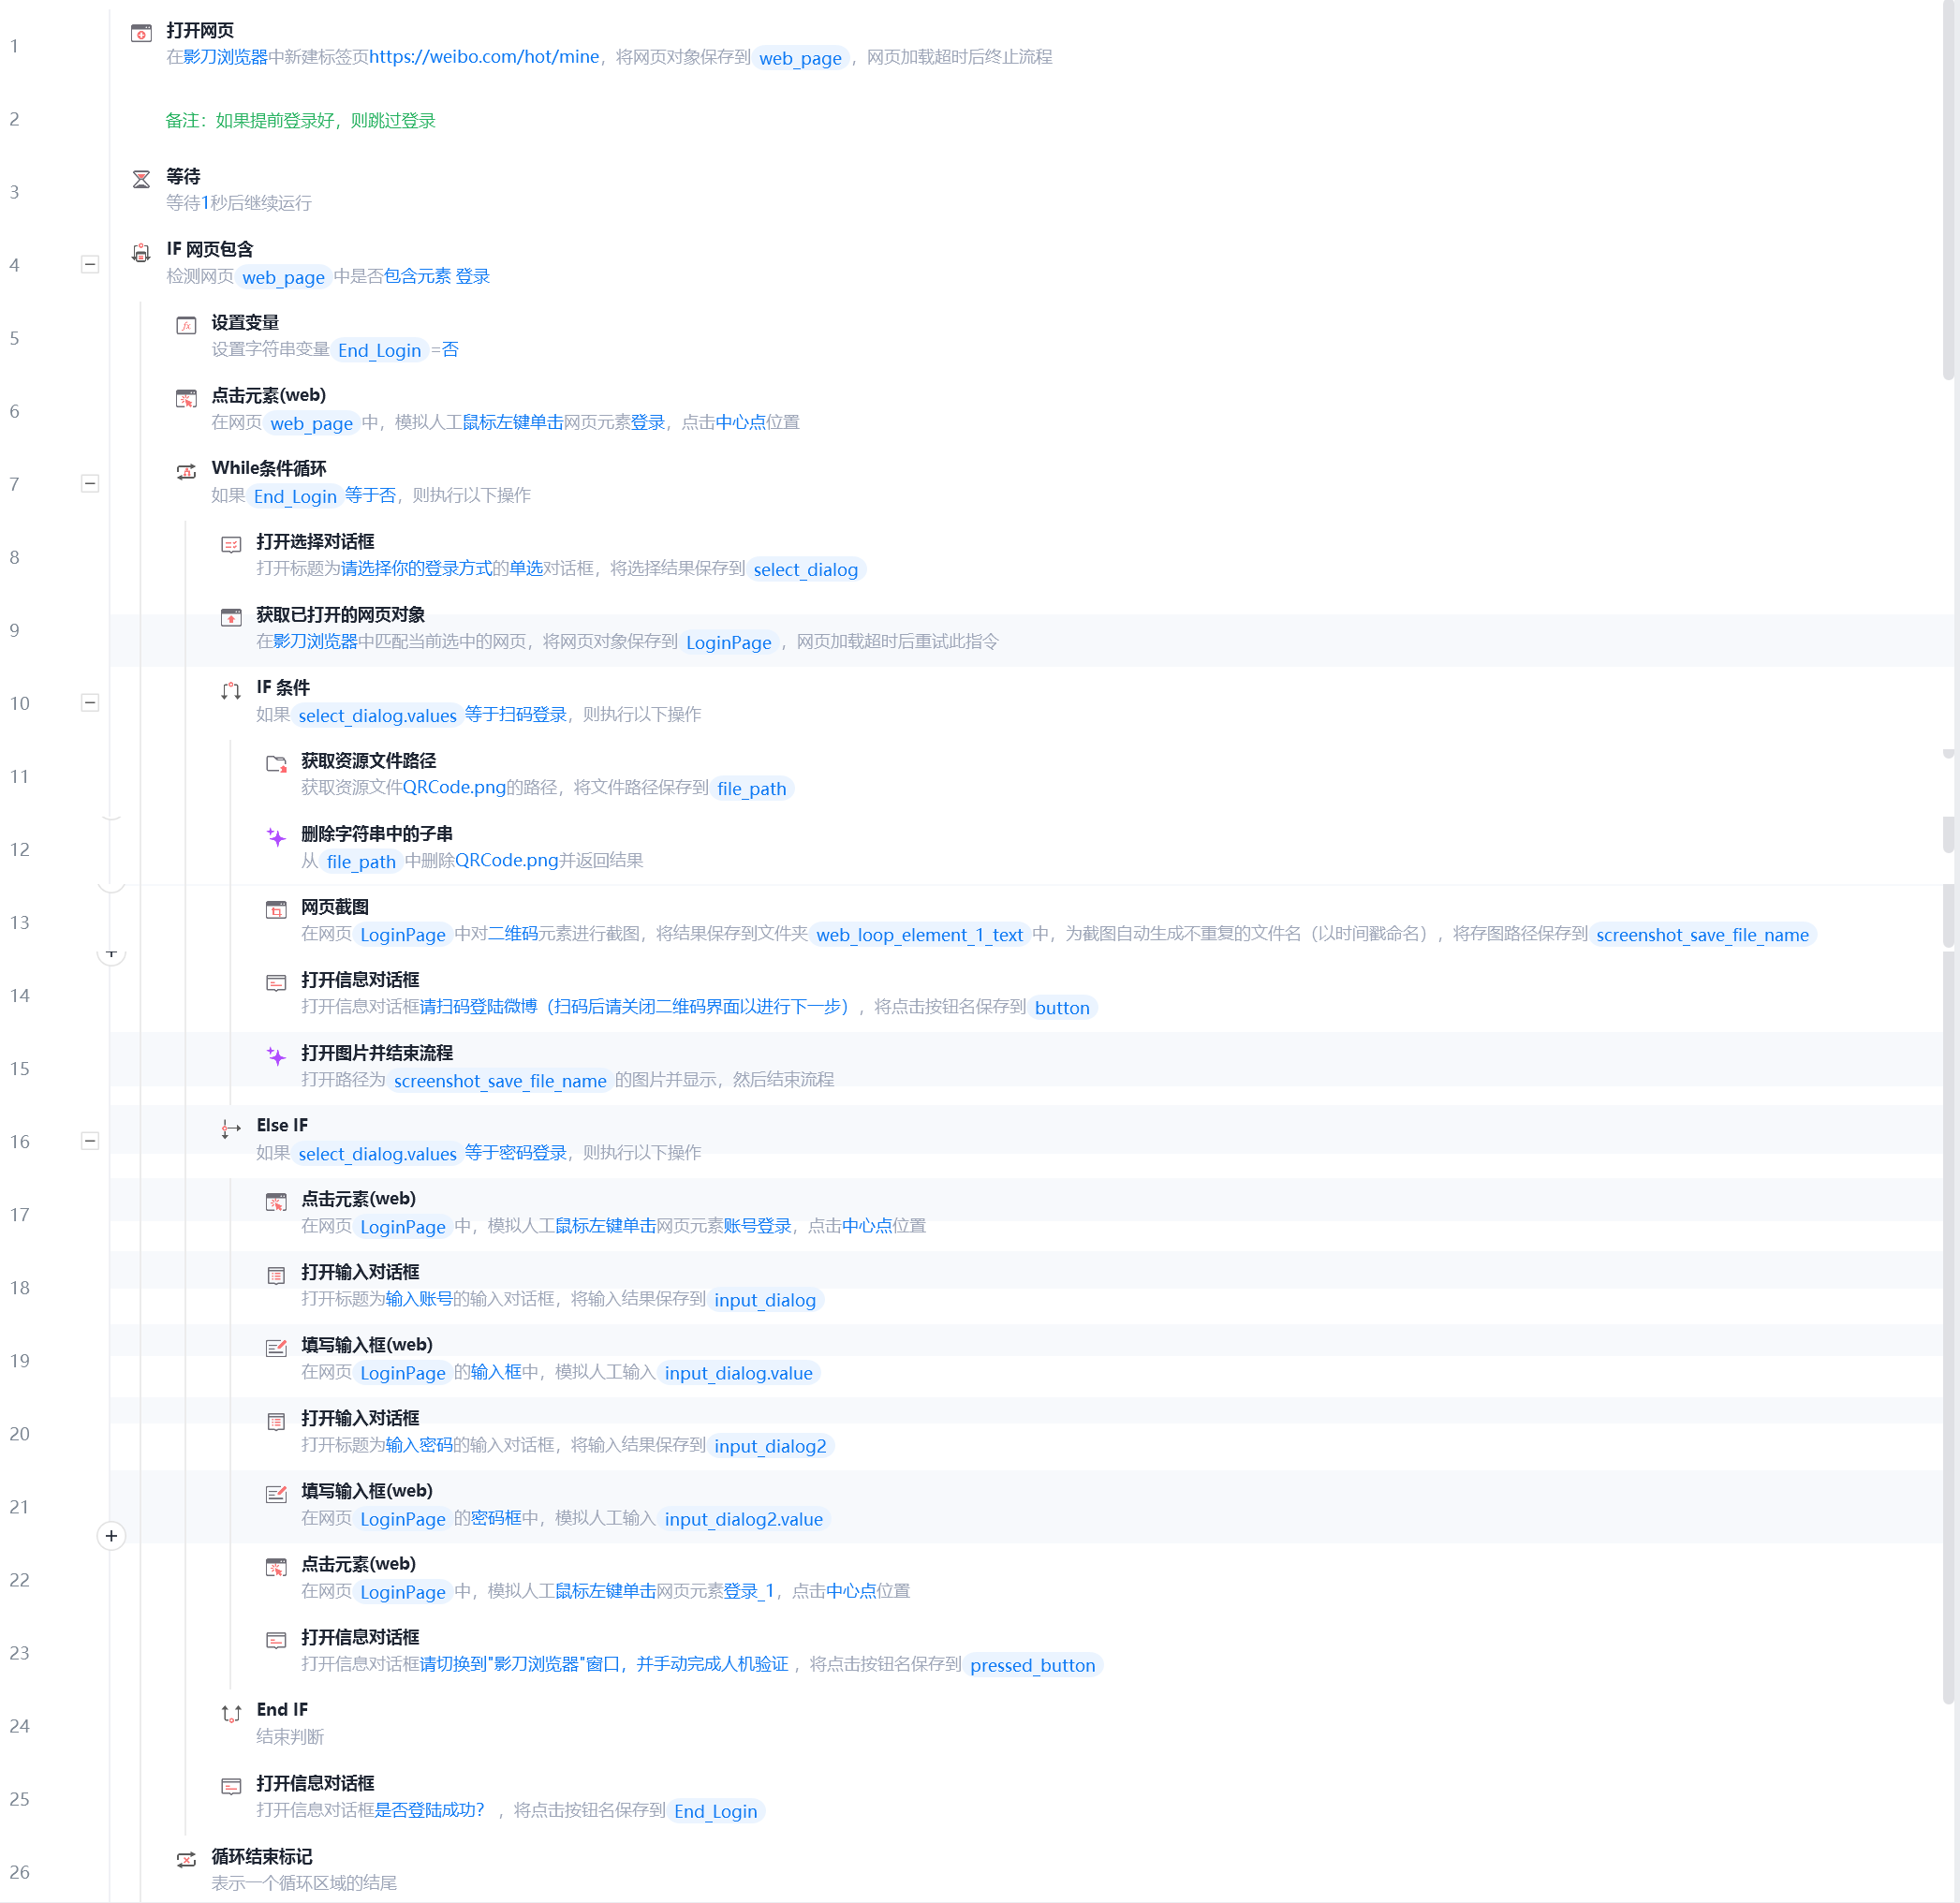 1
打开网页
在影刀浏览器中新建标签页https://weibo.com/hot/mine，将网页对象保存到 web_page ，网页加载超时后终止流程
2
备注：如果提前登录好，则跳过登录
3
等待
等待1秒后继续运行
4
IF 网页包含
检测网页 web_page 中是否包含元素 登录
5
设置变量
设置字符串变量 End_Login =否
6
点击元素(web)
在网页 web_page 中，模拟人工鼠标左键单击网页元素登录，点击中心点位置
7
While条件循环
如果 End_Login 等于否，则执行以下操作
8
打开选择对话框
打开标题为请选择你的登录方式的单选对话框，将选择结果保存到 select_dialog
9
获取已打开的网页对象
在影刀浏览器中匹配当前选中的网页，将网页对象保存到 LoginPage ，网页加载超时后重试此指令
10
IF 条件
如果 select_dialog.values 等于扫码登录，则执行以下操作
11
获取资源文件路径
获取资源文件QRCode.png的路径，将文件路径保存到 file_path
12
删除字符串中的子串
从 file_path 中删除QRCode.png并返回结果
13
网页截图
在网页 LoginPage 中对二维码元素进行截图，将结果保存到文件夹 web_loop_element_1_text 中，为截图自动生成不重复的文件名（以时间戳命名），将存图路径保存到 screenshot_save_file_name
14
打开信息对话框
打开信息对话框请扫码登陆微博（扫码后请关闭二维码界面以进行下一步），将点击按钮名保存到 button
15
打开图片并结束流程
打开路径为 screenshot_save_file_name 的图片并显示，然后结束流程
16
Else IF
如果 select_dialog.values 等于密码登录，则执行以下操作
17
点击元素(web)
在网页 LoginPage 中，模拟人工鼠标左键单击网页元素账号登录，点击中心点位置
18
打开输入对话框
打开标题为输入账号的输入对话框，将输入结果保存到 input_dialog
19
填写输入框(web)
在网页 LoginPage 的输入框中，模拟人工输入 input_dialog.value
20
打开输入对话框
打开标题为输入密码的输入对话框，将输入结果保存到 input_dialog2
21
填写输入框(web)
在网页 LoginPage 的密码框中，模拟人工输入 input_dialog2.value
22
点击元素(web)
在网页 LoginPage 中，模拟人工鼠标左键单击网页元素登录_1，点击中心点位置
23
打开信息对话框
打开信息对话框请切换到"影刀浏览器"窗口，并手动完成人机验证 ，将点击按钮名保存到 pressed_button
24
End IF
结束判断
25
打开信息对话框
打开信息对话框是否登陆成功？ ，将点击按钮名保存到 End_Login
26
循环结束标记
表示一个循环区域的结尾